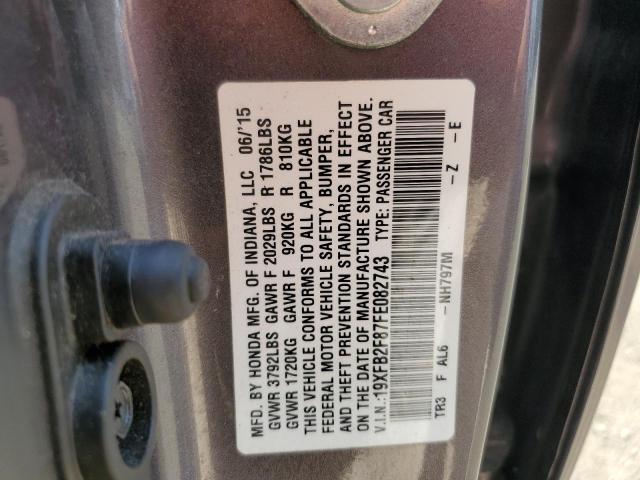 MFD. BY HONDA MFG. OF INDIANA, LLC 06/'15
GVWR 3792LBS GAWR F 2029LBS R 1786LBS
GVWR 1720KG GAWR F 920KG R 810KG
THIS VEHICLE CONFORMS TO ALL APPLICABLE
FEDERAL MOTOR VEHICLE SAFETY, BUMPER,
AND THEFT PREVENTION STANDARDS IN EFFECT
ON THE DATE OF MANUFACTURE SHOWN ABOVE.
V.I.N.:19XFB2F87FE082743 TYPE: PASSENGER CAR
TR3 F AL6 -NH797M -Z -E